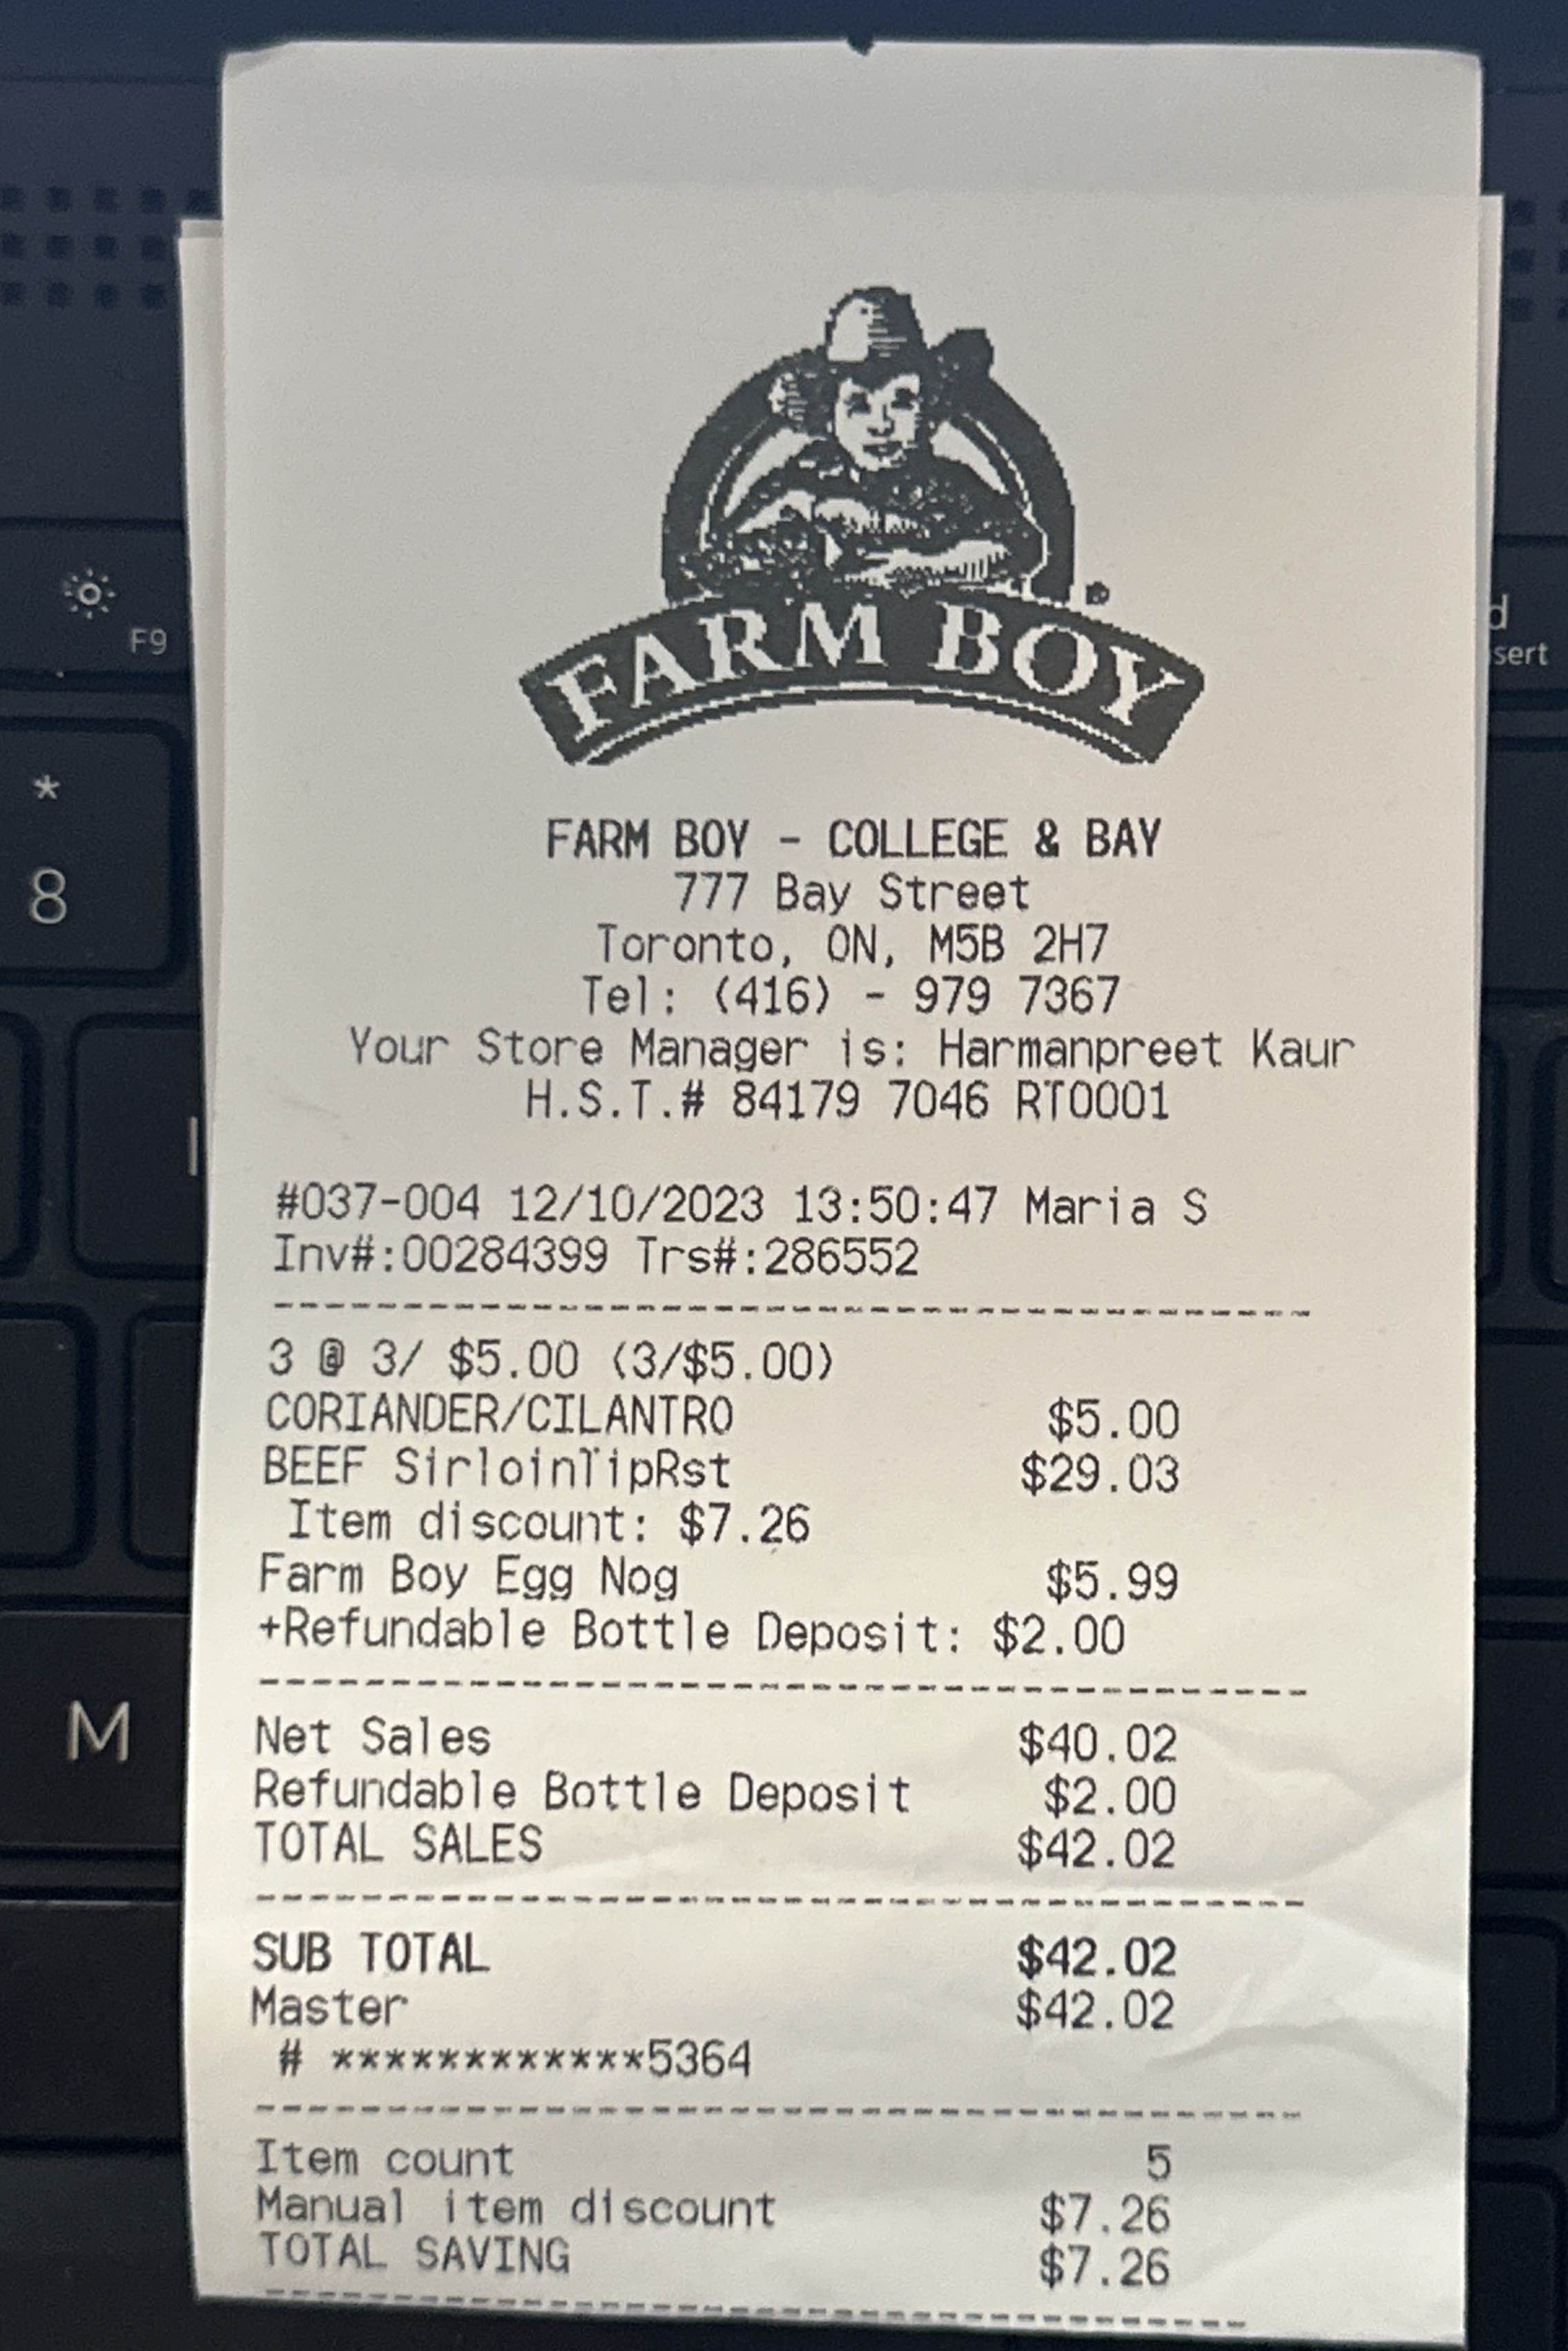 FARM BOY
FARM BOY - COLLEGE & BAY
777 Bay Street
Toronto, ON, M5B 2H7
Tel: (416) - 979 7367
Your Store Manager is: Harmanpreet Kaur
H.S.T.# 84179 7046 RT0001
#037-004 12/10/2023 13:50:47 Maria S
Inv#:00284399 Trs#:286552
3 @ 3/ $5.00 (3/$5.00)
CORIANDER/CILANTRO $5.00
BEEF SirloinTipRst $29.03
Item discount: $7.26
Farm Boy Egg Nog $5.99
+Refundable Bottle Deposit: $2.00
Net Sales $40.02
Refundable Bottle Deposit $2.00
TOTAL SALES $42.02
SUB TOTAL $42.02
Master $42.02
# ************5364
Item count 5
Manual item discount $7.26
TOTAL SAVING $7.26
F9
*
8
M